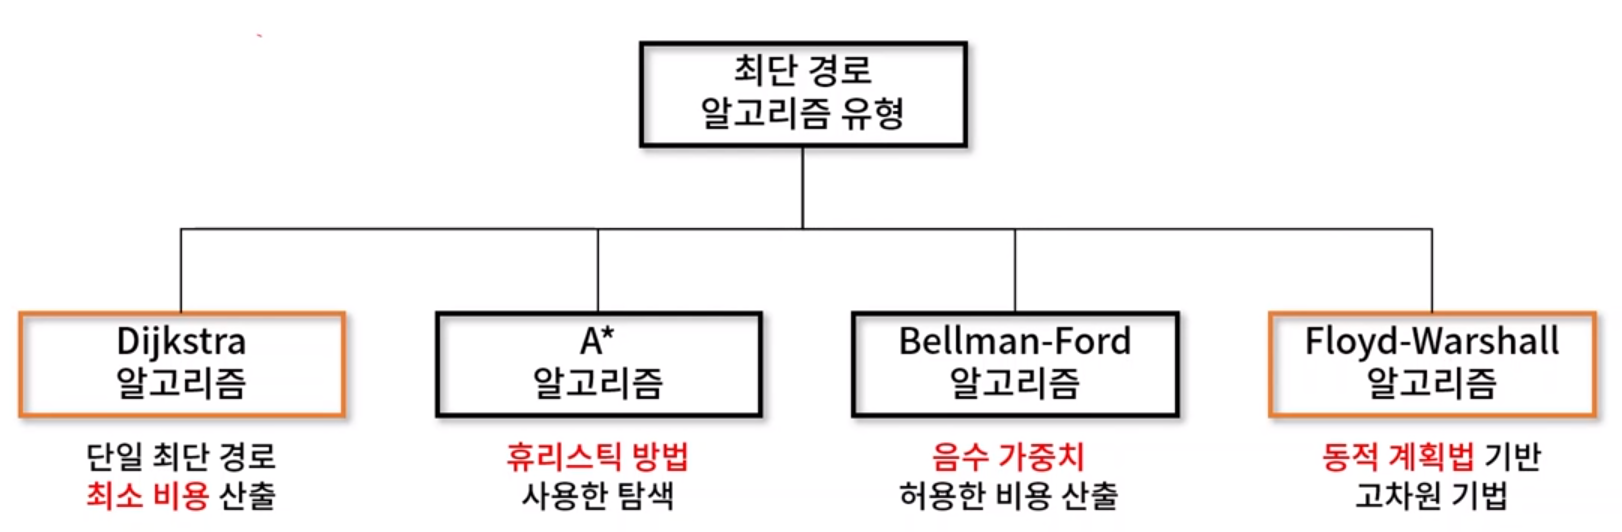 최단 경로
알고리즘 유형
Dijkstra
알고리즘
A*
알고리즘
Bellman-Ford
알고리즘
Floyd-Warshall
알고리즘
단일 최단 경로
최소 비용 산출
휴리스틱 방법
사용한 탐색
음수 가중치
허용한 비용 산출
동적 계획법 기반
고차원 기법